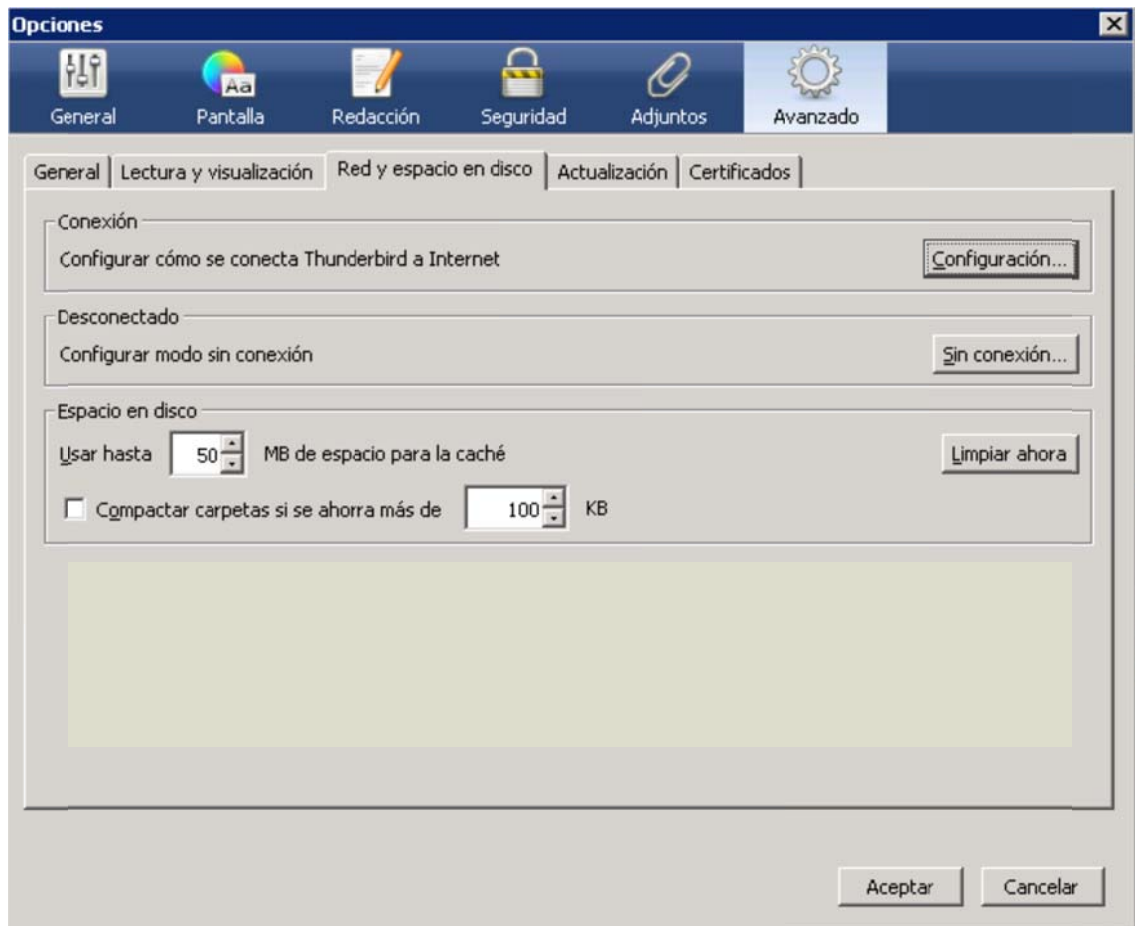 Opciones
General Pantalla Redacción Seguridad Adjuntos Avanzado
General Lectura y visualización Red y espacio en disco Actualización Certificados
Conexión
Configurar cómo se conecta Thunderbird a Internet Configuración...
Desconectado
Configurar modo sin conexión Sin conexión...
Espacio en disco
Usar hasta 50 MB de espacio para la caché Limpiar ahora
Compactar carpetas si se ahorra más de 100 KB
Aceptar Cancelar
Aa